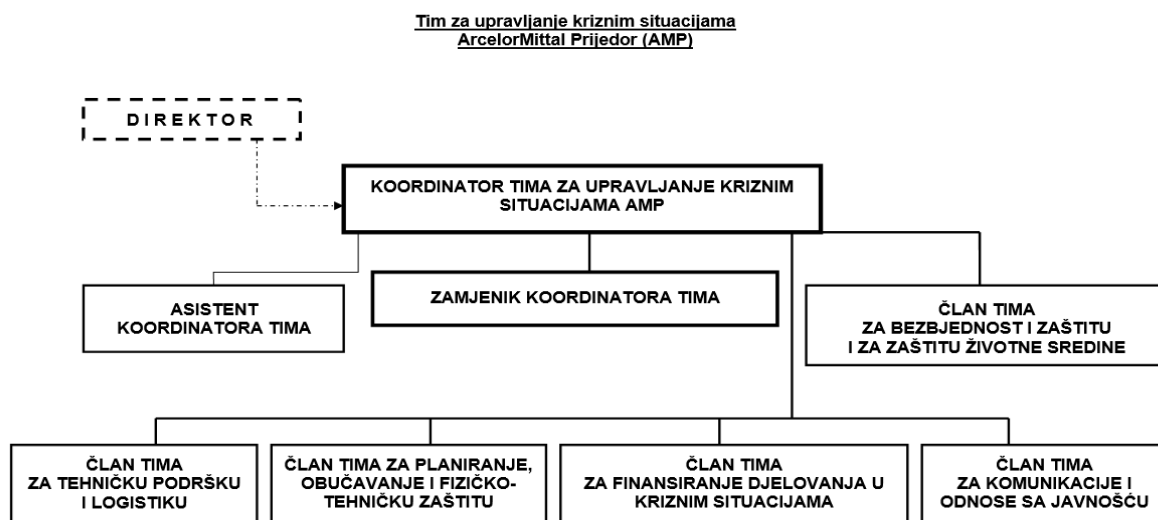 Tim za upravljanje kriznim situacijama
ArcelorMittal Prijedor (AMP)
DIREKTOR
KOORDINATOR TIMA ZA UPRAVLJANJE KRIZNIM
SITUACIJAMA AMP
ASISTENT
KOORDINATORA TIMA
ZAMJENIK KOORDINATORA TIMA
ČLAN TIMA
ZA BEZBJEDNOST I ZAŠTITU
I ZA ZAŠTITU ŽIVOTNE SREDINE
ČLAN TIMA
ZA TEHNIČKU PODRŠKU
I LOGISTIKU
ČLAN TIMA ZA PLANIRANJE,
OBUČAVANJE I FIZIČKO-
TEHNIČKU ZAŠTITU
ČLAN TIMA
ZA FINANSIRANJE DJELOVANJA U
KRIZNIM SITUACIJAMA
ČLAN TIMA
ZA KOMUNIKACIJE I
ODNOSE SA JAVNOŠĆU